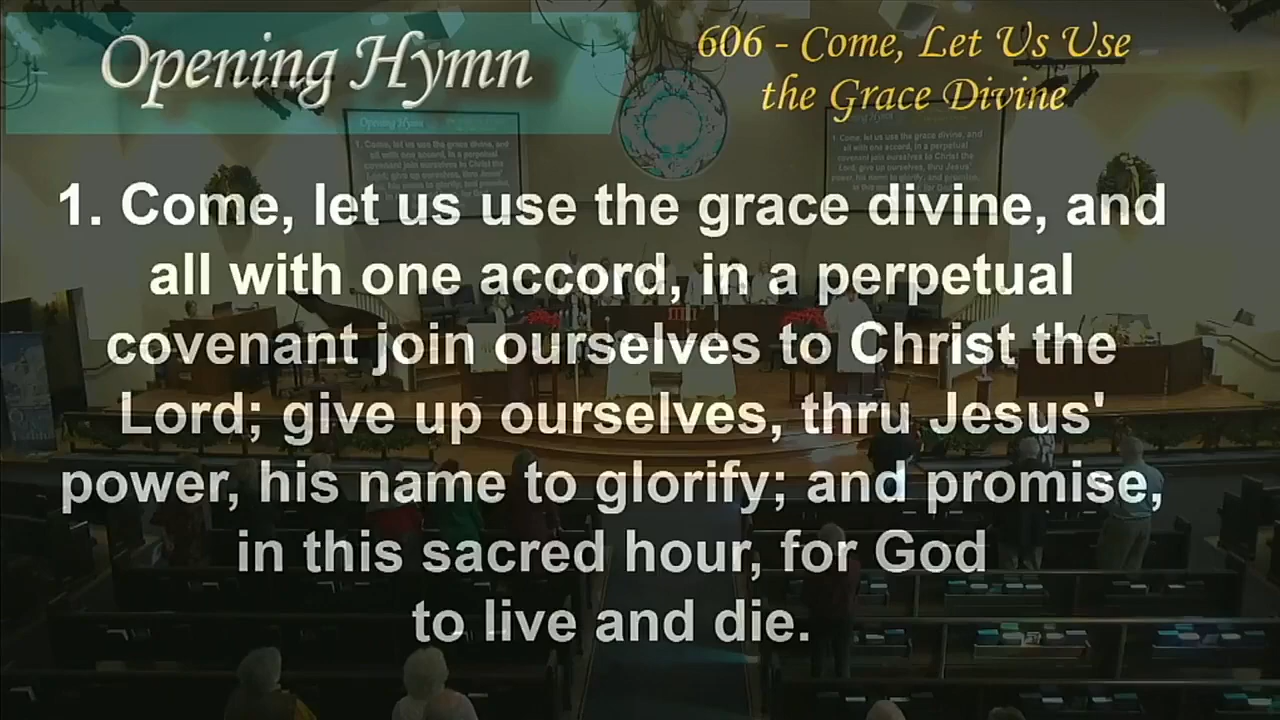 Opening Hymn
606 - Come, Let Us Use
the Grace Divine
1. Come, let us use the grace divine, and
all with one accord, in a perpetual
covenant join ourselves to Christ the
Lord; give up ourselves, thru Jesus'
power, his name to glorify; and promise,
in this sacred hour, for God
to live and die.